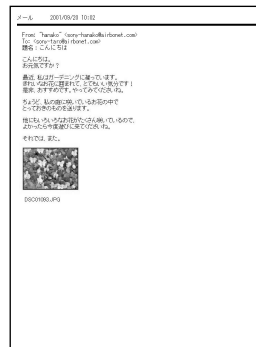 メール 2001/09/20 10:02
From: "hanako" <sony-hanako@airbonet.com>
To: <sony-taro@airbonet.com>
題名：こんにちは
こんにちは。
お元気ですか？
最近、私はガーデニングに凝っています。
きれいな花に囲まれて、とてもいい気分です！
是非、おすすめです。やってみてくださいね。
ちょうど、私の庭に咲いているお花の中で
とっておきのものを送ります。
他にもいろいろなお花がたくさん咲いているので、
よかったら今度遊びに来てくださいね。
それでは、また。
DSC01093.JPG